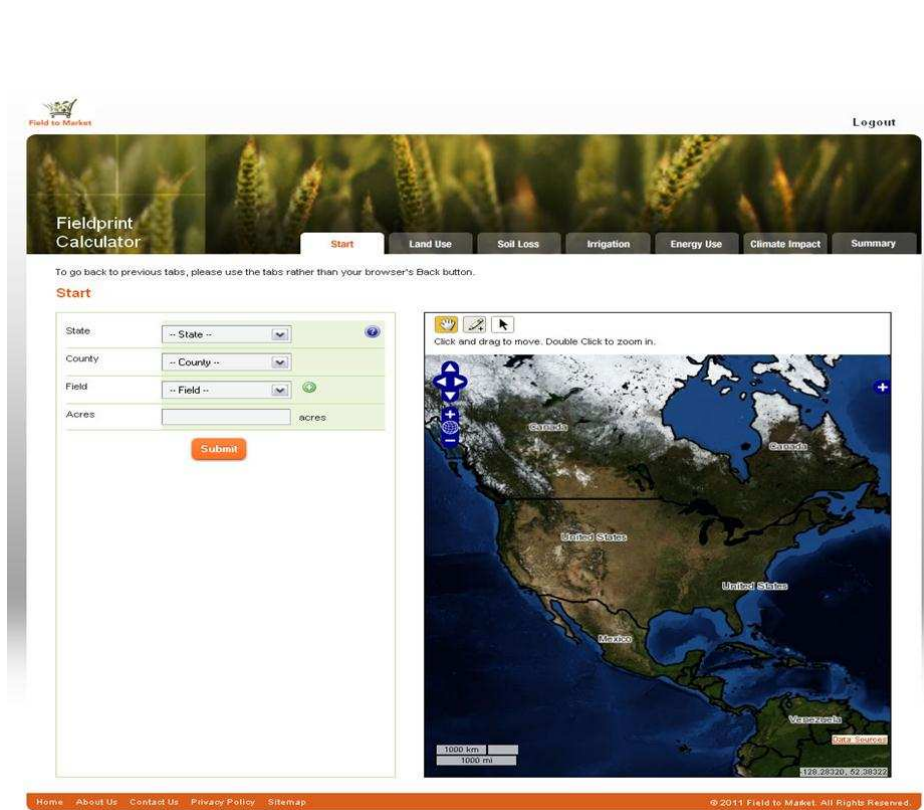 Field to Market
Logout
Fieldprint
Calculator
Start
Land Use
Soil Loss
Irrigation
Energy Use
Climate Impact
Summary
To go back to previous tabs, please use the tabs rather than your browser's Back button.
Start
State
-- State --
County
-- County --
Field
-- Field --
Acres
acres
Submit
Click and drag to move. Double Click to zoom in.
Canada
Canada
United States
United States
Mexico
Venezuela
Data Sources
1000 km
1000 mi
-128.28320, 52.38322
Home About Us Contact Us Privacy Policy Sitemap
© 2011 Field to Market. All Rights Reserved.